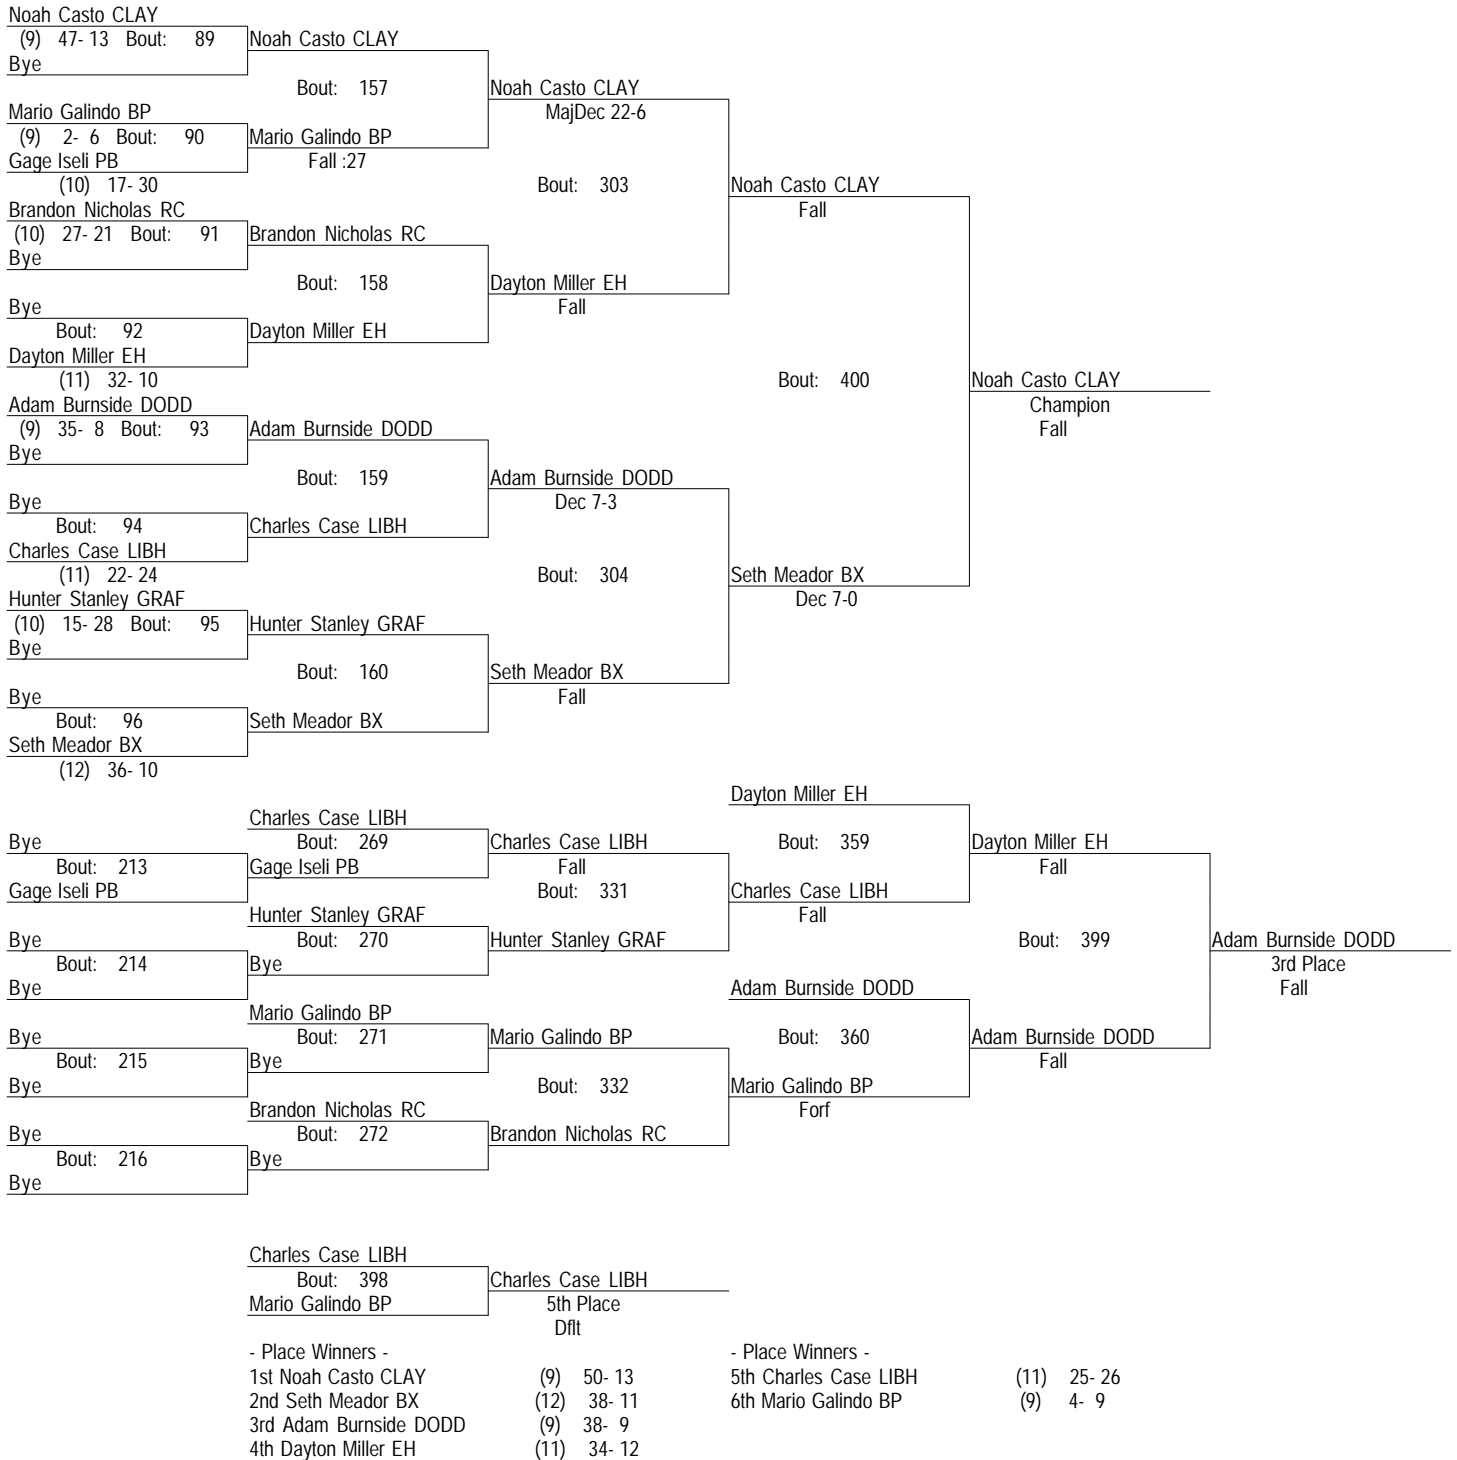 Noah Casto CLAY
(9) 47- 13 Bout: 89 Noah Casto CLAY
Bye
Bout: 157 Noah Casto CLAY
Mario Galindo BP MajDec 22-6
(9) 2- 6 Bout: 90 Mario Galindo BP
Gage Iseli PB Fall :27
(10) 17- 30 Bout: 303 Noah Casto CLAY
Brandon Nicholas RC Fall
(10) 27- 21 Bout: 91 Brandon Nicholas RC
Bye
Bout: 158 Dayton Miller EH
Bye Fall
Bout: 92 Dayton Miller EH
Dayton Miller EH
(11) 32- 10 Bout: 400 Noah Casto CLAY
Adam Burnside DODD Champion
(9) 35- 8 Bout: 93 Adam Burnside DODD Fall
Bye
Bout: 159 Adam Burnside DODD
Bye Dec 7-3
Bout: 94 Charles Case LIBH
Charles Case LIBH
(11) 22- 24 Bout: 304 Seth Meador BX
Hunter Stanley GRAF Dec 7-0
(10) 15- 28 Bout: 95 Hunter Stanley GRAF
Bye
Bout: 160 Seth Meador BX
Bye Fall
Bout: 96 Seth Meador BX
Seth Meador BX
(12) 36- 10
Dayton Miller EH
Charles Case LIBH
Bye Bout: 269 Charles Case LIBH Bout: 359 Dayton Miller EH
Bout: 213 Gage Iseli PB Fall Fall
Gage Iseli PB Bout: 331 Charles Case LIBH
Hunter Stanley GRAF Fall
Bye Bout: 270 Hunter Stanley GRAF Bout: 399 Adam Burnside DODD
Bout: 214 Bye 3rd Place
Bye Adam Burnside DODD Fall
Mario Galindo BP
Bye Bout: 271 Mario Galindo BP Bout: 360 Adam Burnside DODD
Bout: 215 Bye Fall
Bye Bout: 332 Mario Galindo BP
Brandon Nicholas RC Forf
Bye Bout: 272 Brandon Nicholas RC
Bout: 216 Bye
Bye
Charles Case LIBH
Bout: 398 Charles Case LIBH
Mario Galindo BP 5th Place
Dflt
- Place Winners - - Place Winners -
1st Noah Casto CLAY (9) 50- 13 5th Charles Case LIBH (11) 25- 26
2nd Seth Meador BX (12) 38- 11 6th Mario Galindo BP (9) 4- 9
3rd Adam Burnside DODD (9) 38- 9
4th Dayton Miller EH (11) 34- 12